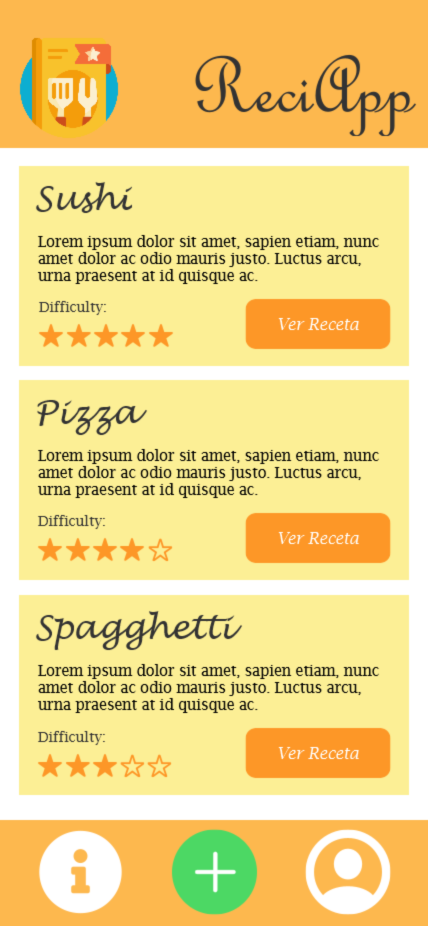 ReciApp
Sushi
Lorem ipsum dolor sit amet, sapien etiam, nunc
amet dolor ac odio mauris justo. Luctus arcu,
urna praesent at id quisque ac.
Difficulty:
Ver Receta
Pizza
Lorem ipsum dolor sit amet, sapien etiam, nunc
amet dolor ac odio mauris justo. Luctus arcu,
urna praesent at id quisque ac.
Difficulty:
Ver Receta
Spagghetti
Lorem ipsum dolor sit amet, sapien etiam, nunc
amet dolor ac odio mauris justo. Luctus arcu,
urna praesent at id quisque ac.
Difficulty:
Ver Receta